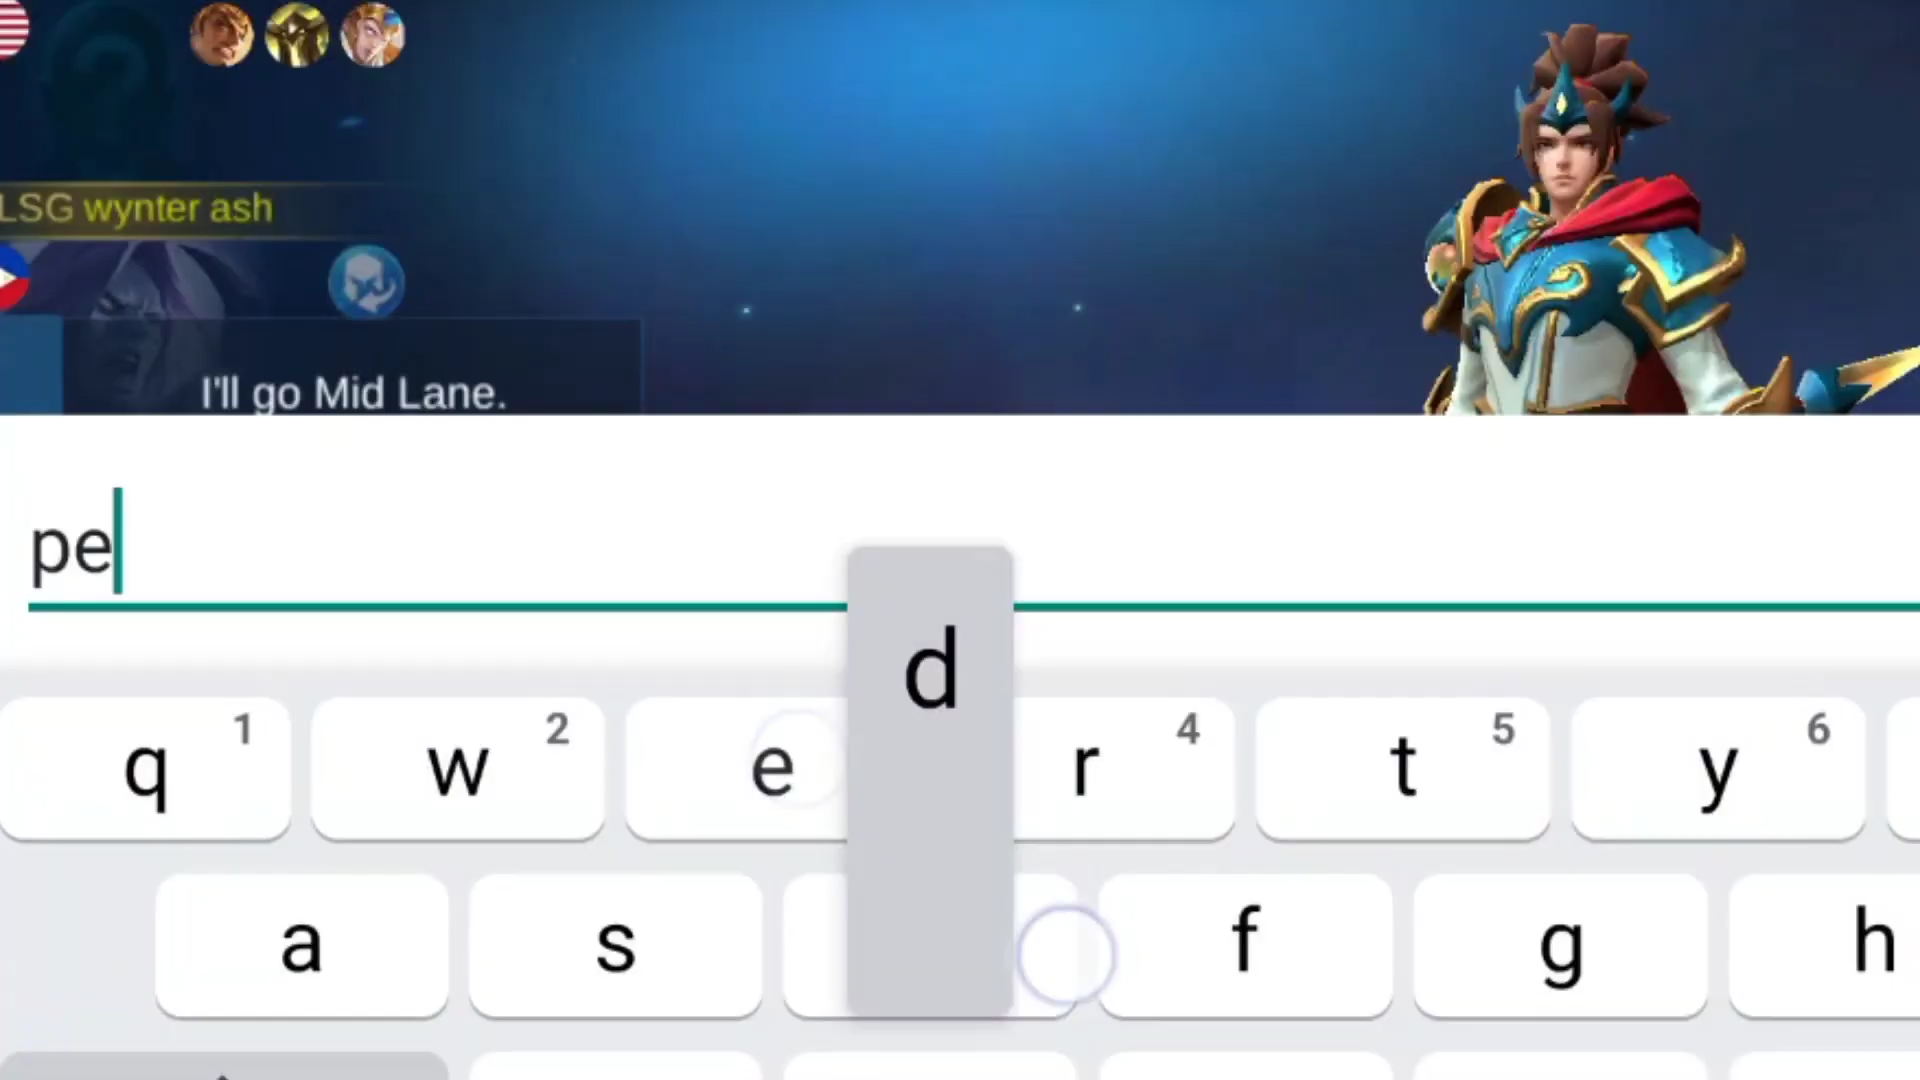 LSG wynter ash
I'll go Mid Lane.
pe
d
q 1 w 2 e r 4 t 5 y 6
a s f g h